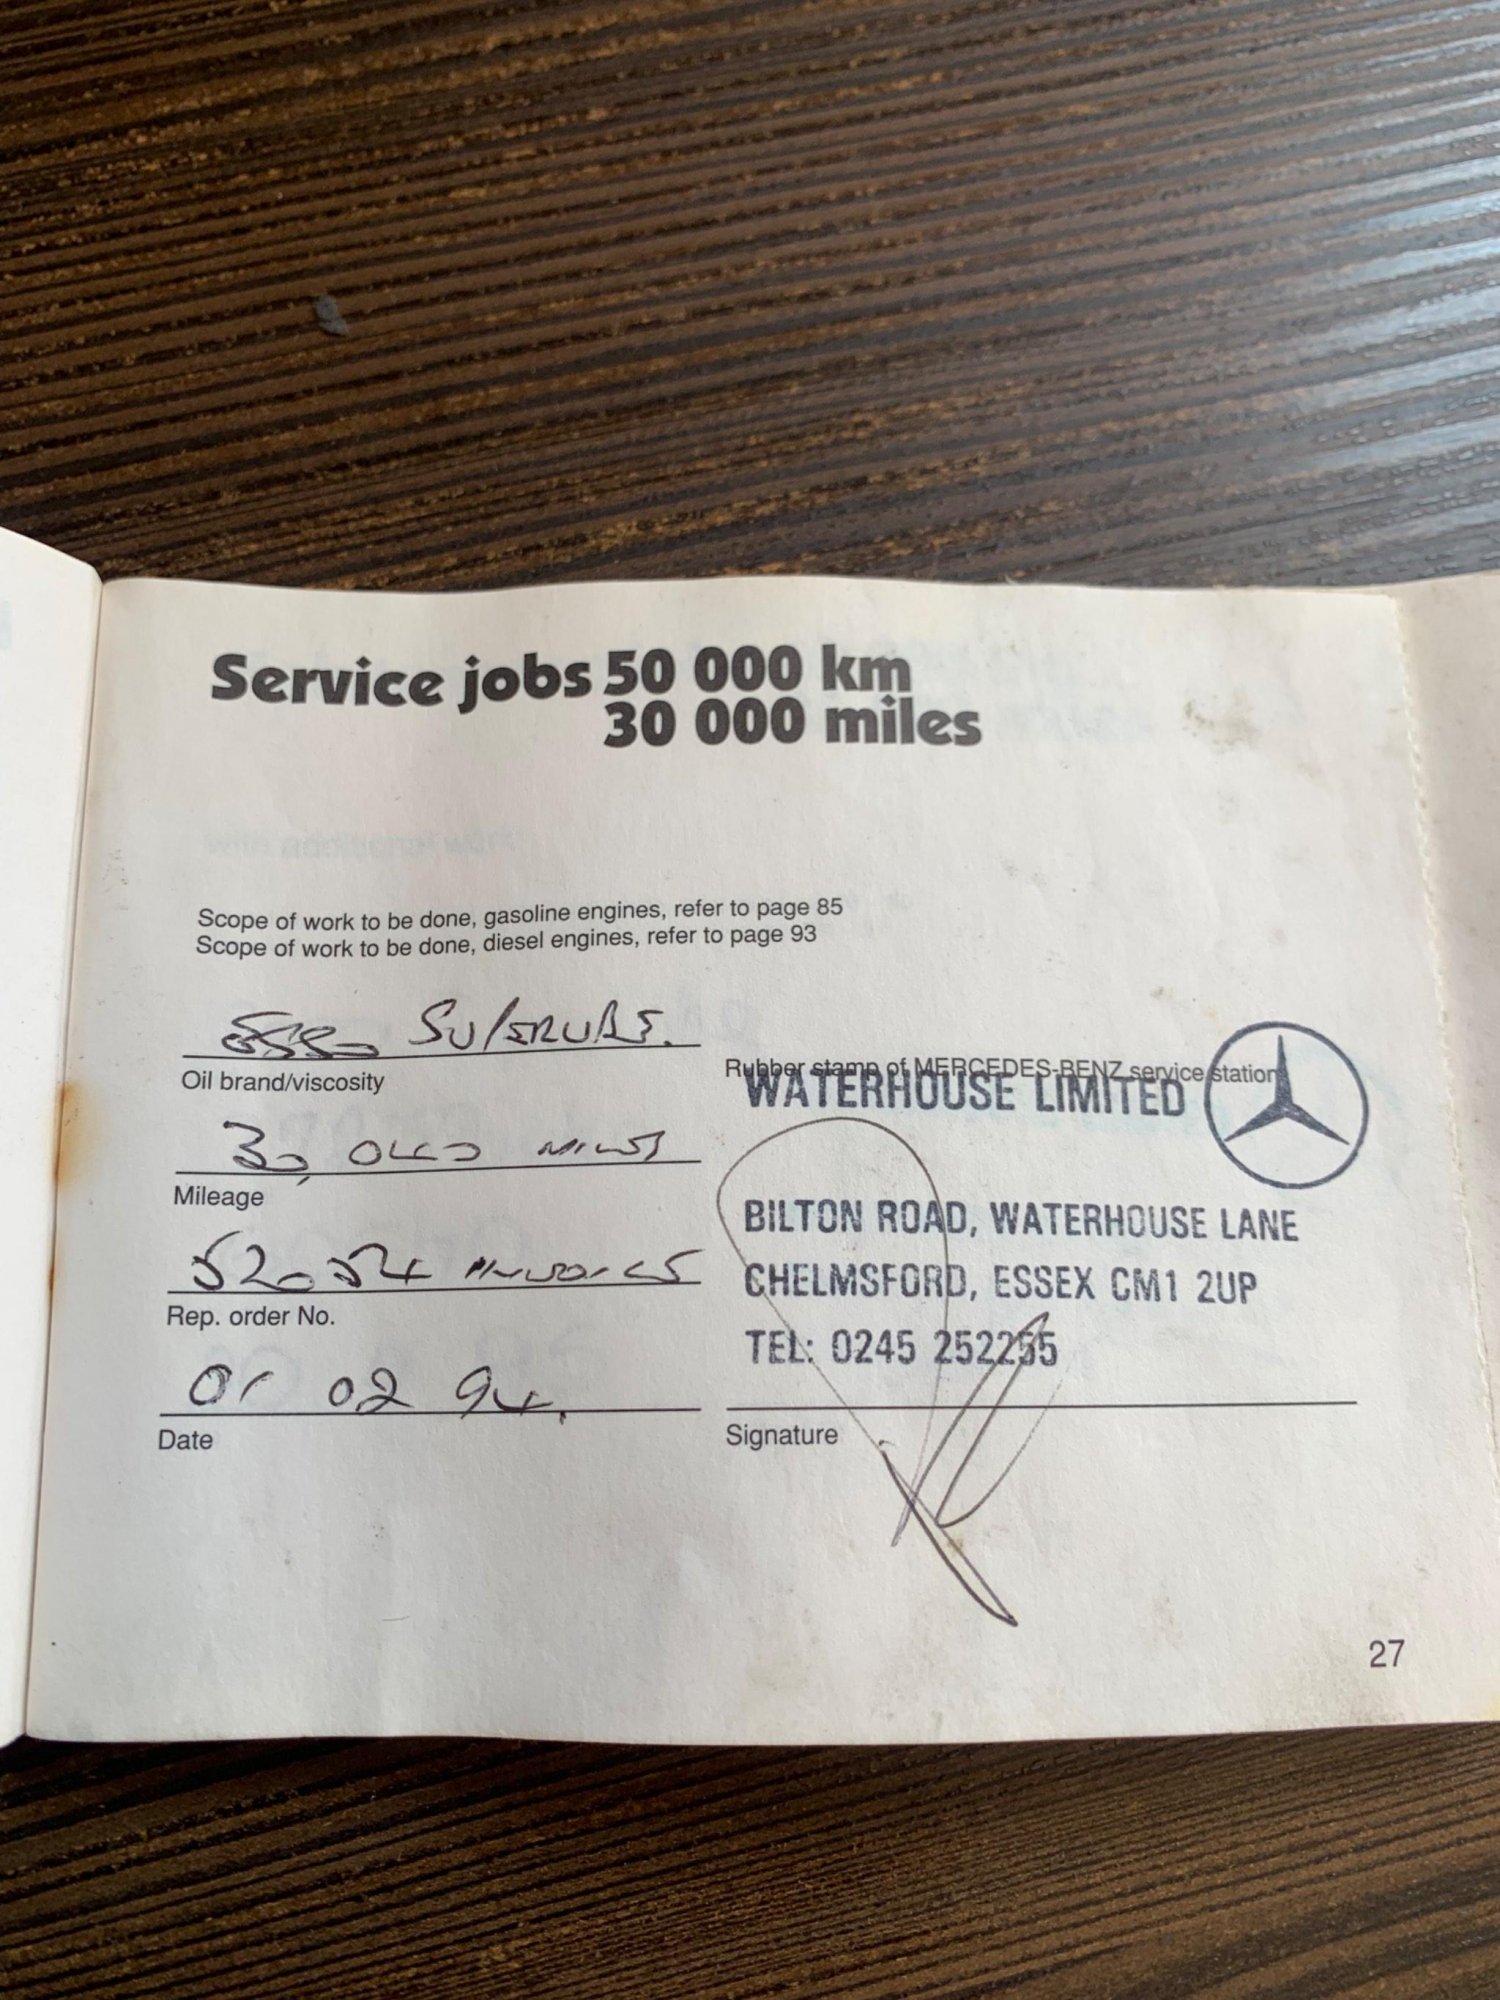 Service jobs 50 000 km
30 000 miles
Scope of work to be done, gasoline engines, refer to page 85
Scope of work to be done, diesel engines, refer to page 93
Esso
Oil brand/viscosity
Rubber stamp of MERCEDES-BENZ service station
WATERHOUSE LIMITED
Mileage
BILTON ROAD, WATERHOUSE LANE
CHELMSFORD, ESSEX CM1 2UP
TEL: 0245 252255
Rep. order No.
01 02 94.
Date
Signature
27